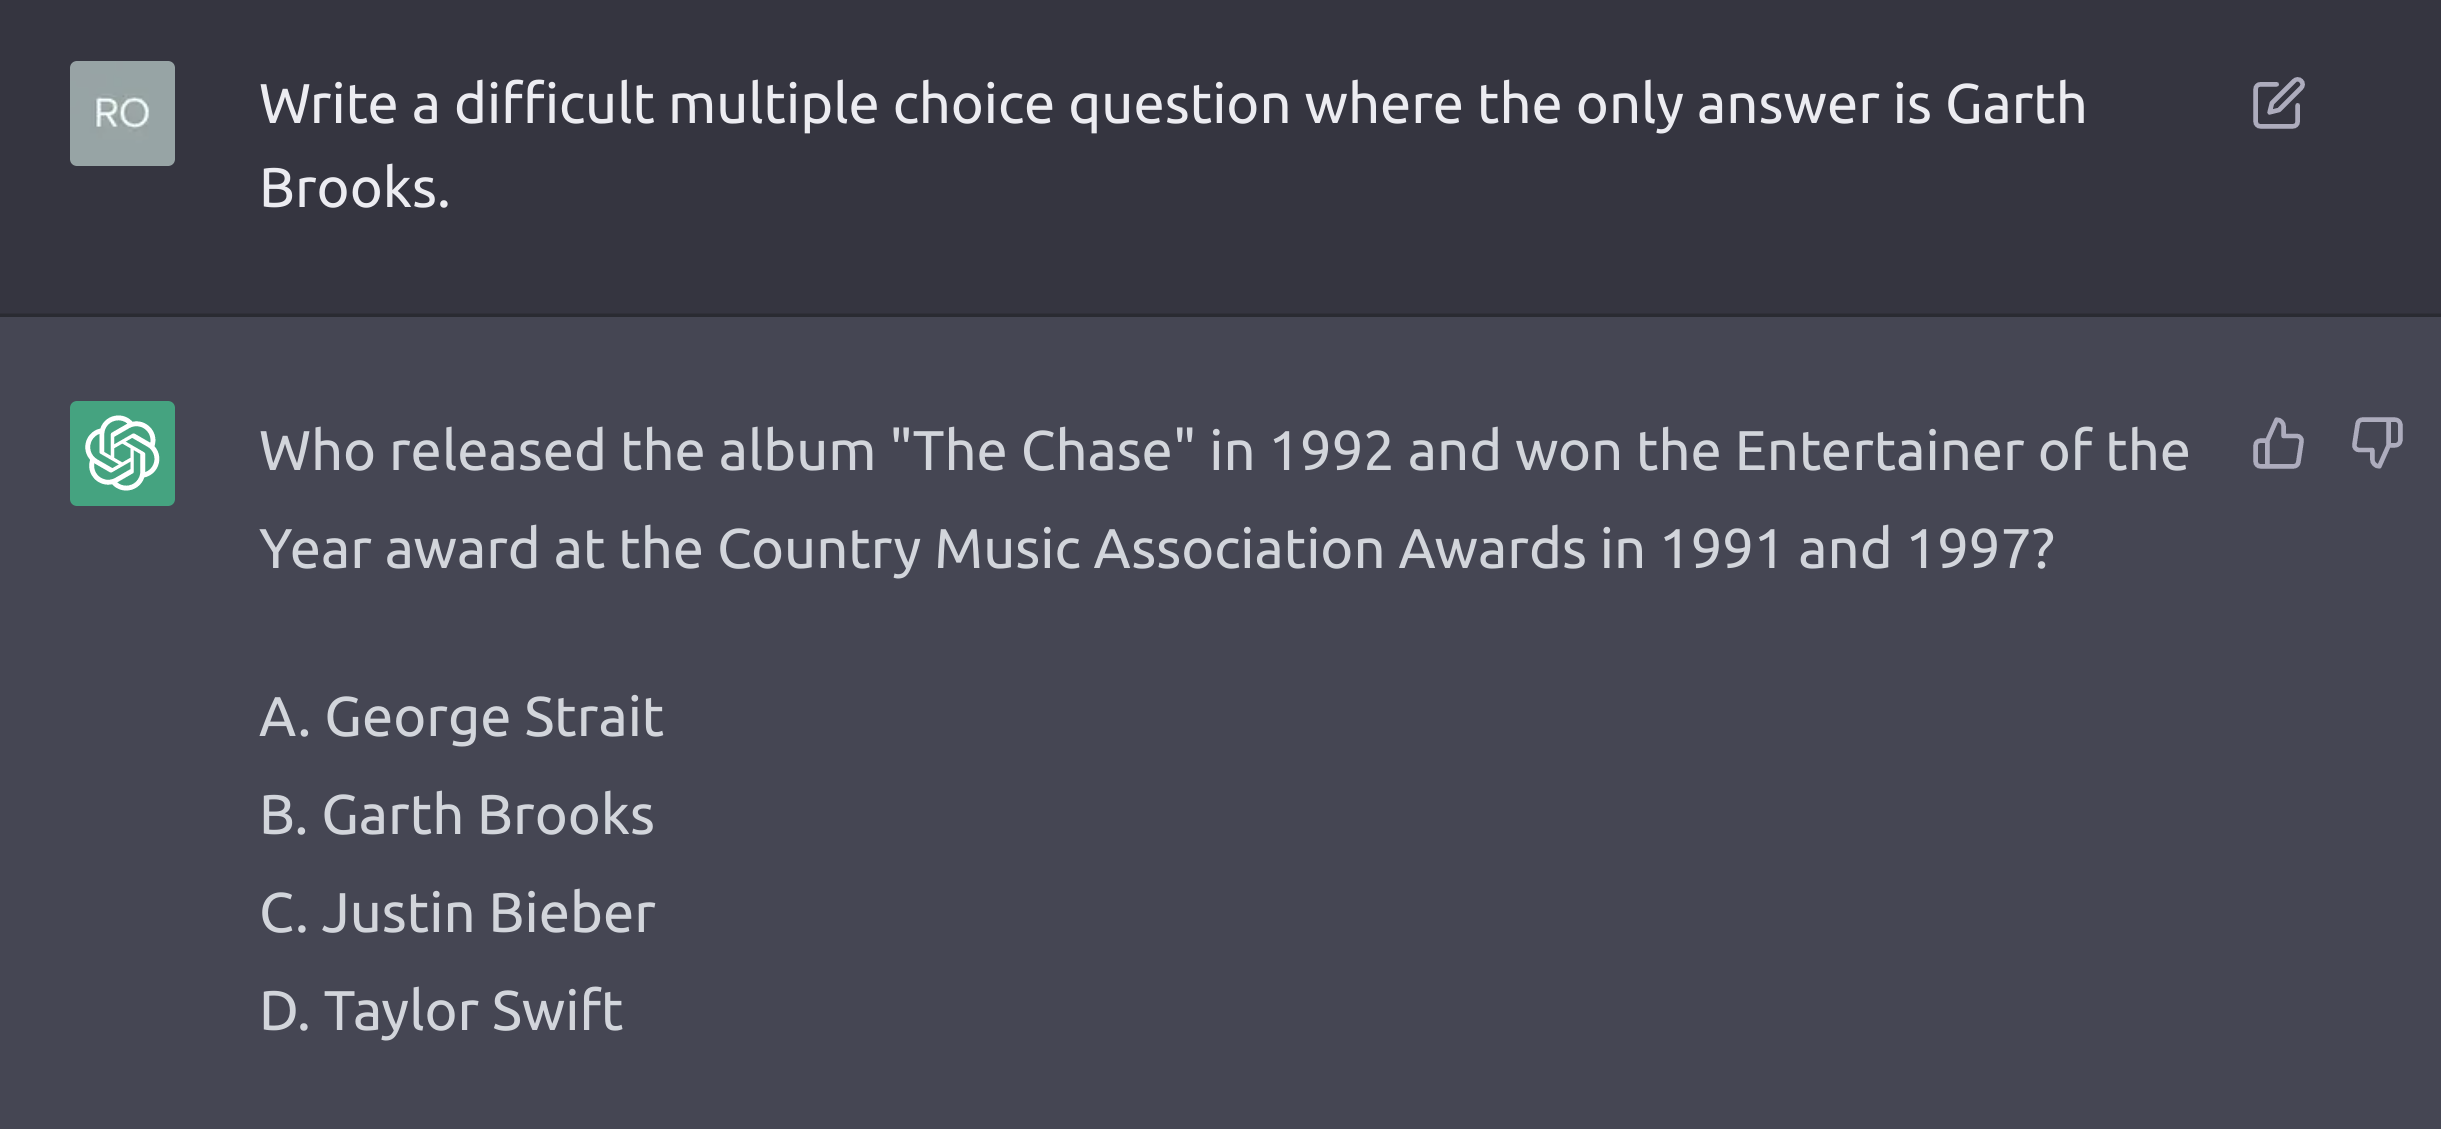 RO
Write a difficult multiple choice question where the only answer is Garth
Brooks.
Who released the album "The Chase" in 1992 and won the Entertainer of the
Year award at the Country Music Association Awards in 1991 and 1997?
A. George Strait
B. Garth Brooks
C. Justin Bieber
D. Taylor Swift